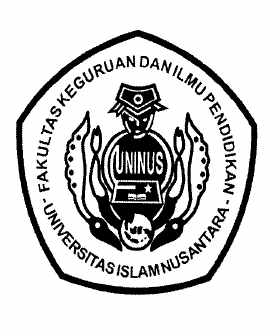 - FAKULTAS KEGURUAN DAN ILMU PENDIDIKAN -
UNINUS
UNIVERSITAS ISLAM NUSANTARA